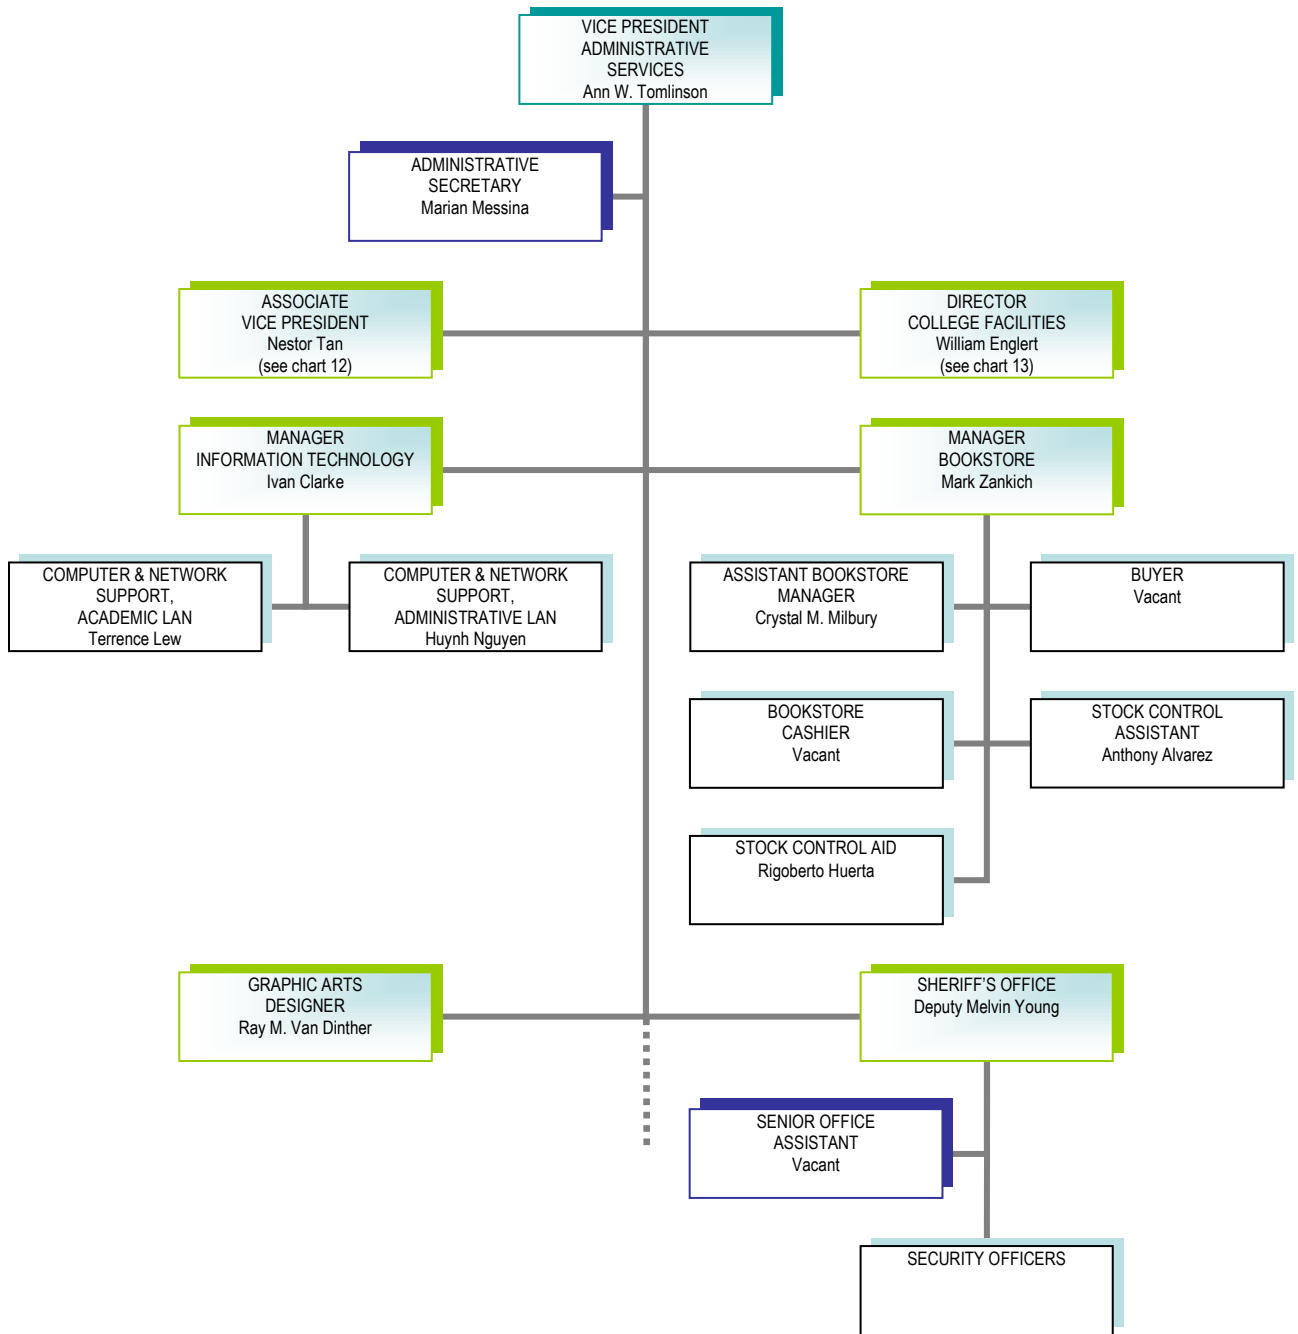 VICE PRESIDENT
ADMINISTRATIVE
SERVICES
Ann W. Tomlinson
ADMINISTRATIVE
SECRETARY
Marian Messina
ASSOCIATE
VICE PRESIDENT
Nestor Tan
(see chart 12)
DIRECTOR
COLLEGE FACILITIES
William Englert
(see chart 13)
MANAGER
INFORMATION TECHNOLOGY
Ivan Clarke
MANAGER
BOOKSTORE
Mark Zankich
COMPUTER & NETWORK
SUPPORT,
ACADEMIC LAN
Terrence Lew
COMPUTER & NETWORK
SUPPORT,
ADMINISTRATIVE LAN
Huynh Nguyen
ASSISTANT BOOKSTORE
MANAGER
Crystal M. Milbury
BUYER
Vacant
BOOKSTORE
CASHIER
Vacant
STOCK CONTROL
ASSISTANT
Anthony Alvarez
STOCK CONTROL AID
Rigoberto Huerta
GRAPHIC ARTS
DESIGNER
Ray M. Van Dinther
SHERIFF'S OFFICE
Deputy Melvin Young
SENIOR OFFICE
ASSISTANT
Vacant
SECURITY OFFICERS